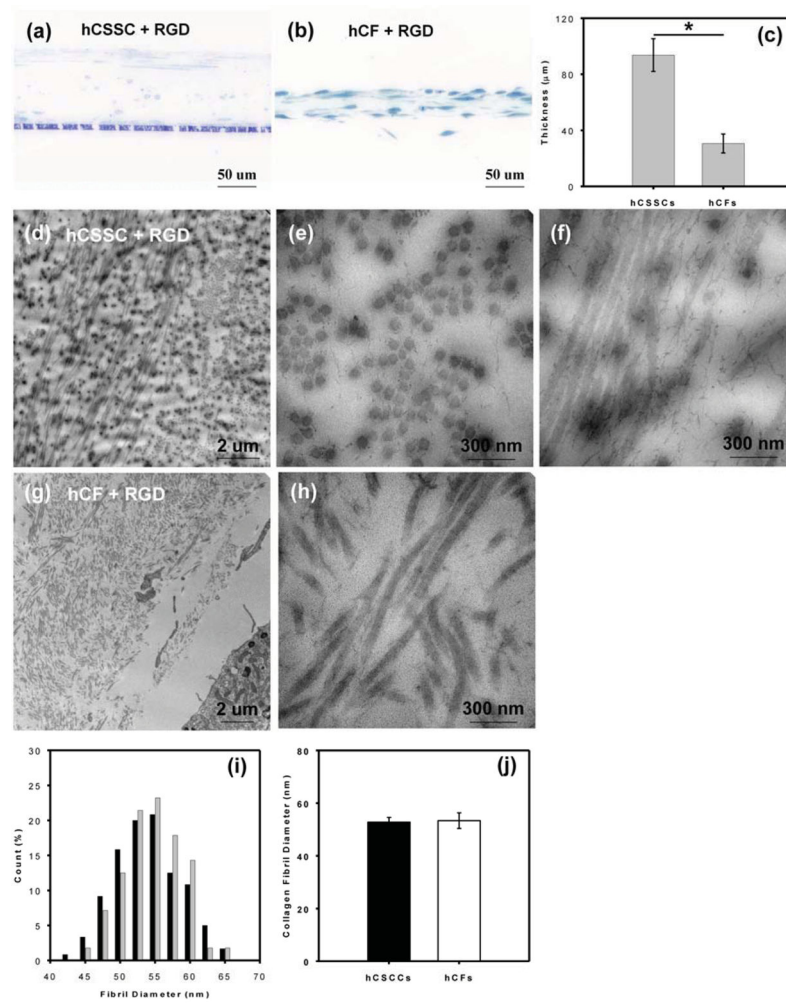 (a) hCSSC + RGD
50 um
(b) hCF + RGD
50 um
(c)
*
Thickness (μm)
120
80
40
0
hCSSCs hCFs
(d) hCSSC + RGD
2 um
(e)
300 nm
(f)
300 nm
(g) hCF + RGD
2 um
(h)
300 nm
(i)
Count (%)
30
25
20
15
10
5
0
40 45 50 55 60 65 70
Fibril Diameter (nm)
(j)
Collagen Fibril Diameter (nm)
80
60
40
20
0
hCSCCs hCFs